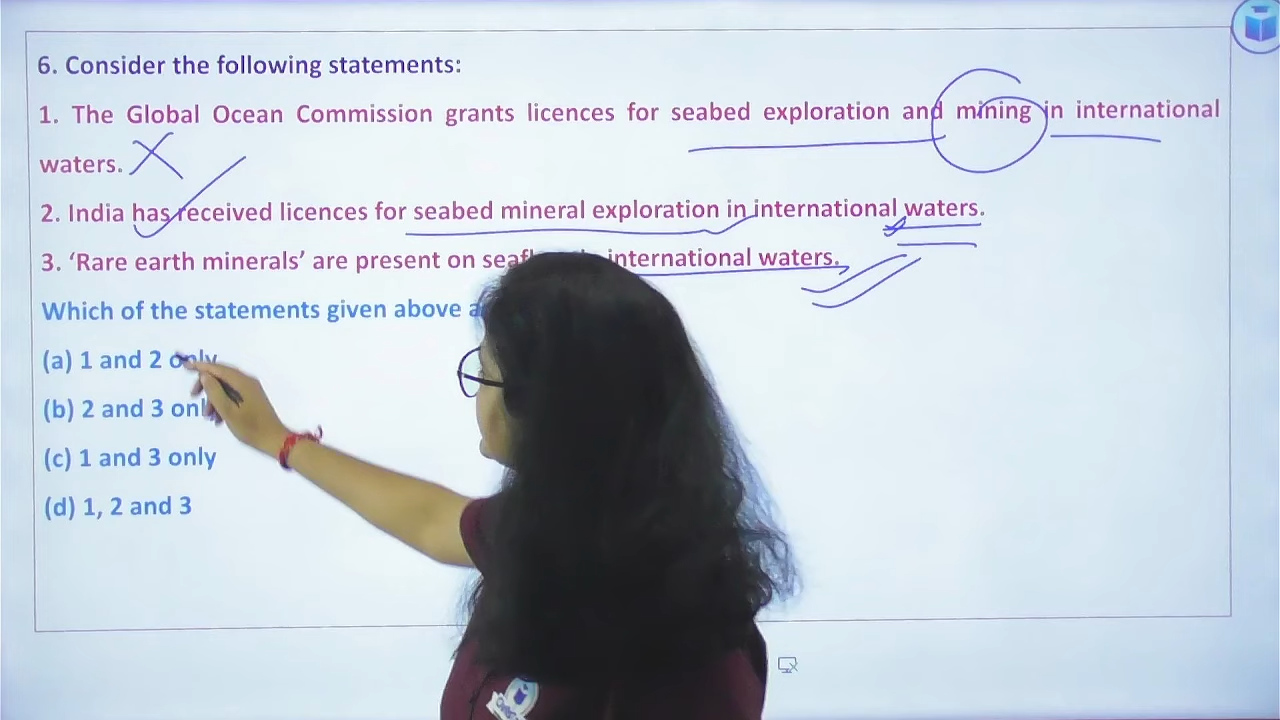 6. Consider the following statements:
1. The Global Ocean Commission grants licences for seabed exploration and mining in international
waters.
2. India has received licences for seabed mineral exploration in international waters.
3. 'Rare earth minerals' are present on international waters.
Which of the statements given above
(a) 1 and 2 only
(b) 2 and 3 only
(c) 1 and 3 only
(d) 1, 2 and 3